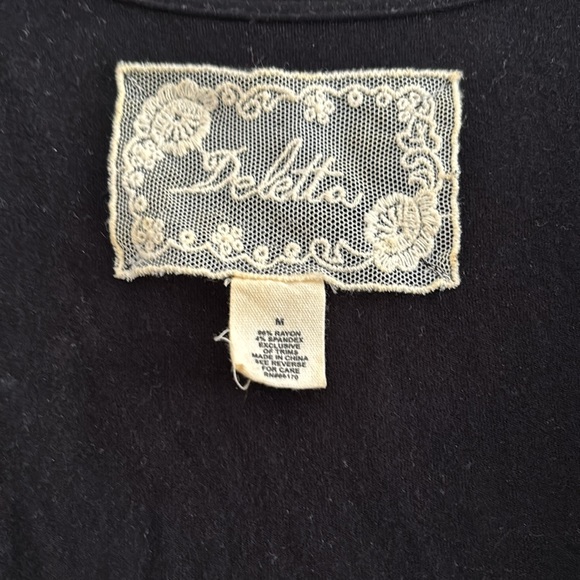 Deletta
M
96% RAYON
4% SPANDEX
EXCLUSIVE
OF TRIMS
MADE IN CHINA
SEE REVERSE
FOR CARE